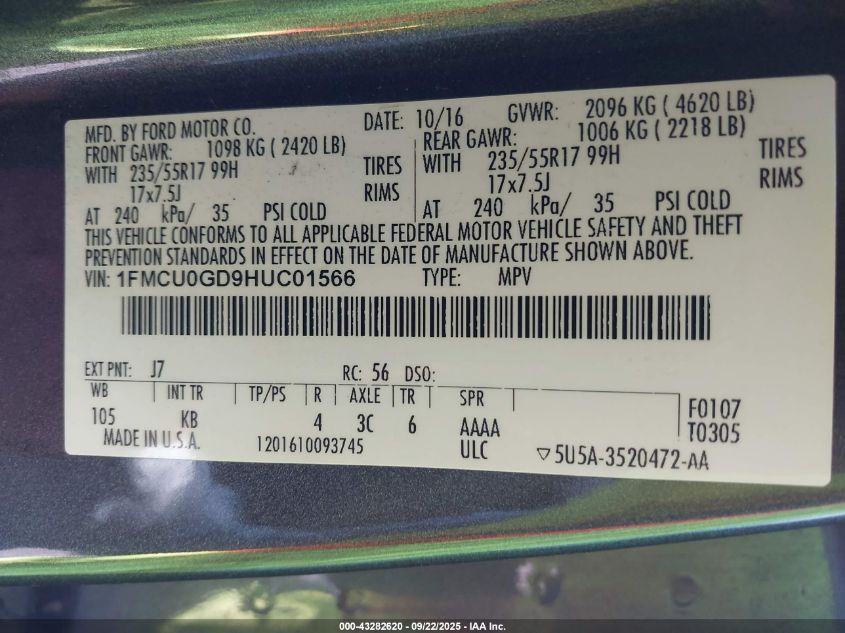 MFD. BY FORD MOTOR CO. DATE: 10/16 GVWR: 2096 KG ( 4620 LB)
FRONT GAWR: 1098 KG ( 2420 LB) REAR GAWR: 1006 KG ( 2218 LB)
WITH 235/55R17 99H TIRES WITH 235/55R17 99H TIRES
17x7.5J RIMS 17x7.5J RIMS
AT 240 kPa/ 35 PSI COLD AT 240 kPa/ 35 PSI COLD
THIS VEHICLE CONFORMS TO ALL APPLICABLE FEDERAL MOTOR VEHICLE SAFETY AND THEFT
PREVENTION STANDARDS IN EFFECT ON THE DATE OF MANUFACTURE SHOWN ABOVE.
VIN: 1FMCU0GD9HUC01566 TYPE: MPV
EXT PNT: J7 RC: 56 DSO:
WB INT TR TP/PS R AXLE TR SPR F0107
105 KB 4 3C 6 AAAA T0305
MADE IN U.S.A. 1201610093745 ULC 5U5A-3520472-AA
000-43282620 - 09/22/2025 - IAA Inc.